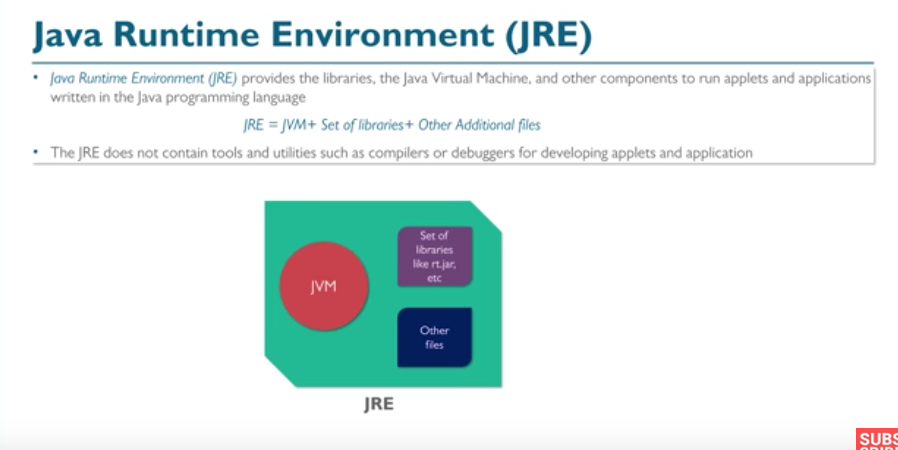 Java Runtime Environment (JRE)
• Java Runtime Environment (JRE) provides the libraries, the Java Virtual Machine, and other components to run applets and applications
written in the Java programming language
JRE = JVM+ Set of libraries+ Other Additional files
• The JRE does not contain tools and utilities such as compilers or debuggers for developing applets and application
Set of
libraries
like rt.jar,
etc
JVM
Other
files
JRE
SUBS